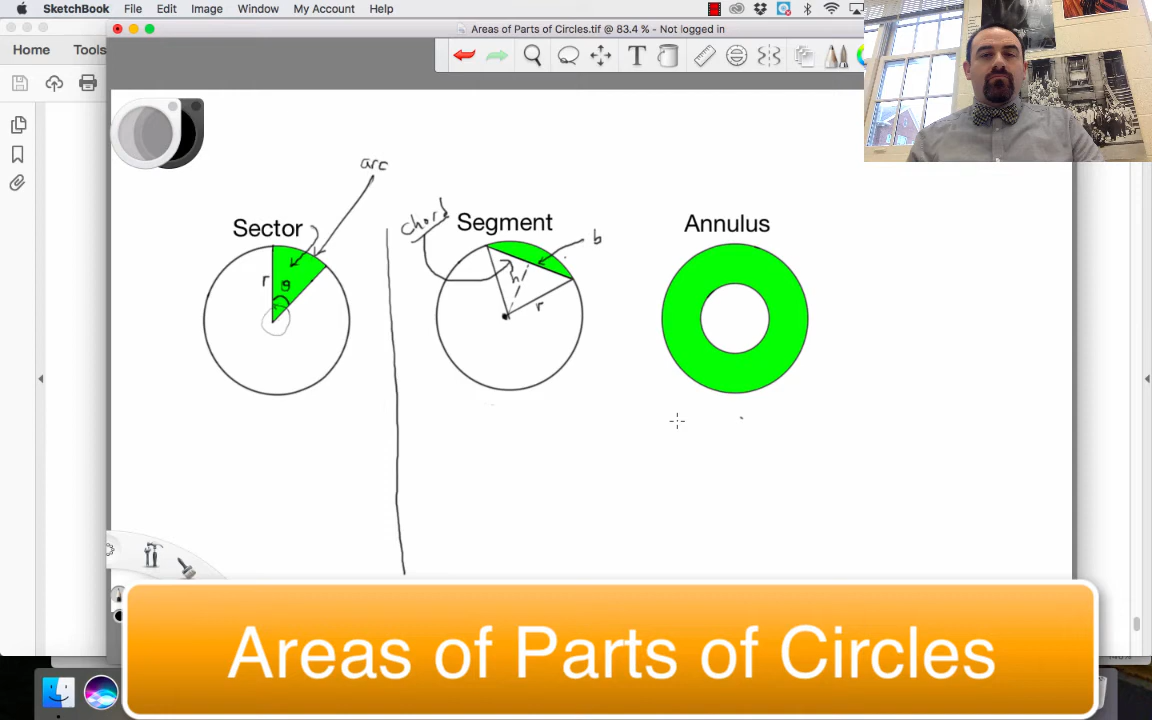 SketchBook File Edit Image Window My Account Help
Areas of Parts of Circles.tif @ 83.4 % - Not logged in
Home Tools
T
arc
chord
Sector
Segment
Annulus
b
r
θ
h
r
Areas of Parts of Circles